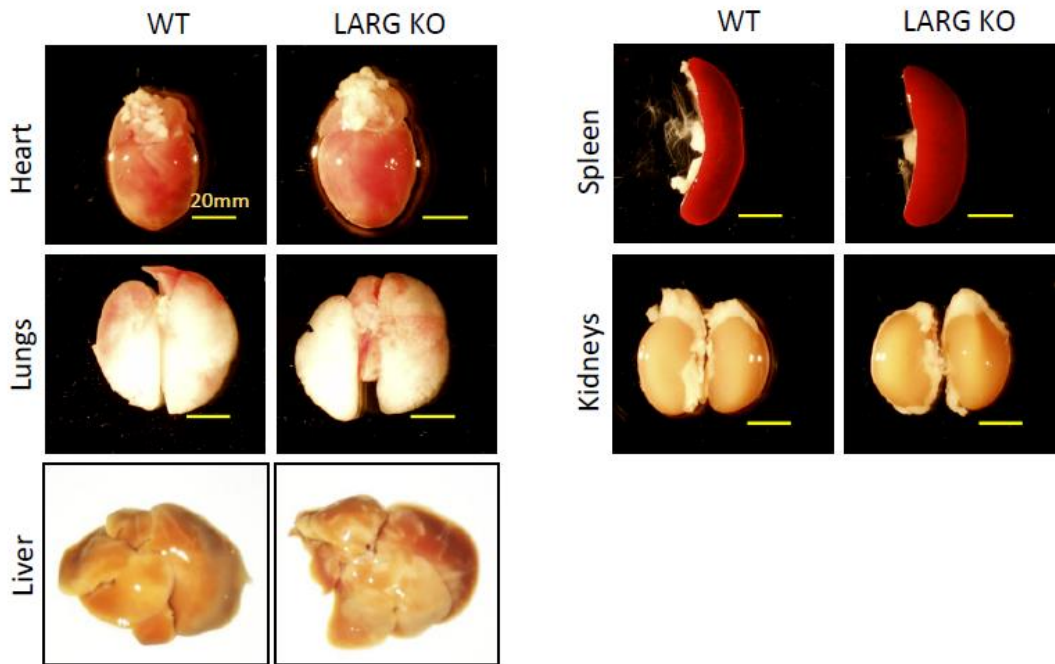 WT LARG KO
WT LARG KO
Heart
20mm
Spleen
Lungs
Kidneys
Liver